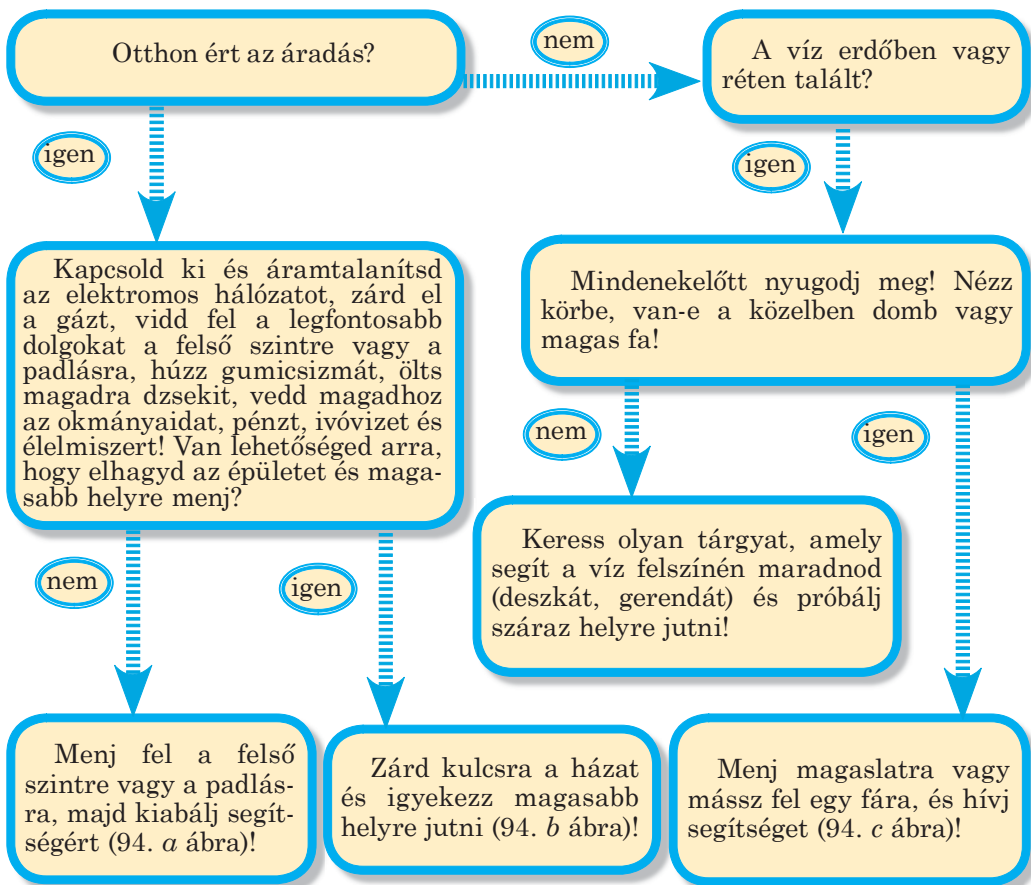 Otthon ért az áradás?
nem
A víz erdőben vagy
réten talált?
igen
igen
Kapcsold ki és áramtalanítsd
az elektromos hálózatot, zárd el
a gázt, vidd fel a legfontosabb
dolgokat a felső szintre vagy a
padlásra, húzz gumicsizmát, ölts
magadra dzsekit, vedd magadhoz
az okmányaidat, pénzt, ivóvizet és
élelmiszert! Van lehetőséged arra,
hogy elhagyd az épületet és maga-
sabb helyre menj?
Mindenekelőtt nyugodj meg! Nézz
körbe, van-e a közelben domb vagy
magas fa!
nem
igen
Keress olyan tárgyat, amely
segít a víz felszínén maradnod
(deszkát, gerendát) és próbálj
száraz helyre jutni!
nem
igen
Menj fel a felső
szintre vagy a padlás-
ra, majd kiabálj segít-
ségért (94. a ábra)!
Zárd kulcsra a házat
és igyekezz magasabb
helyre jutni (94. b ábra)!
Menj magaslatra vagy
mássz fel egy fára, és hívj
segítséget (94. c ábra)!